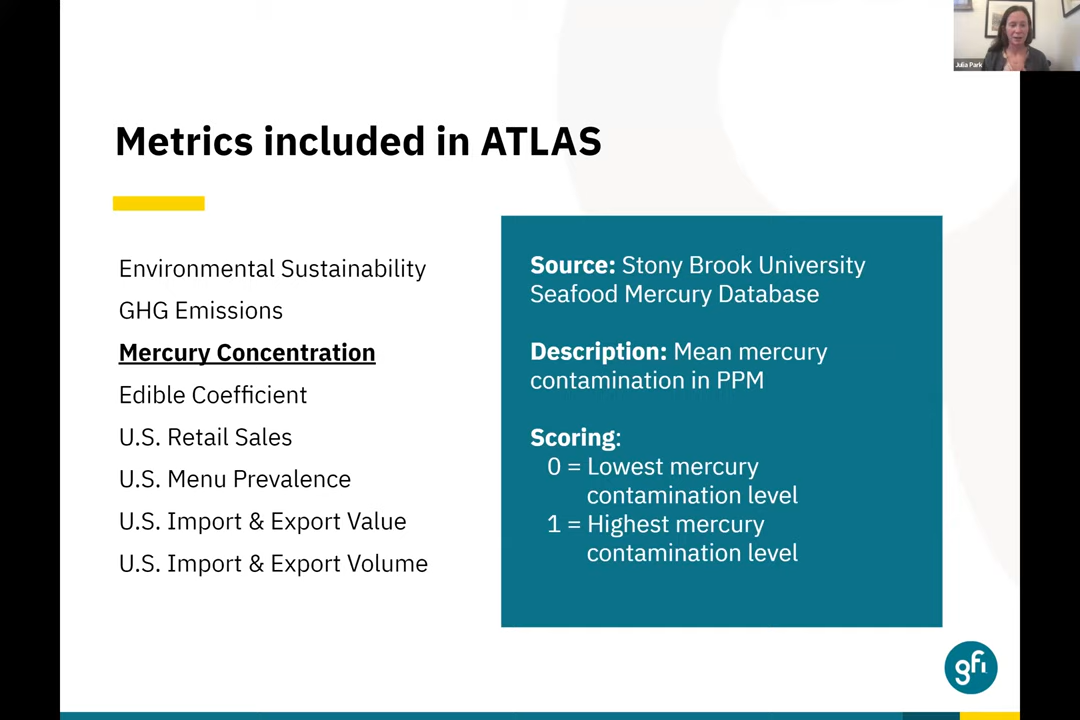 Julia Park
Metrics included in ATLAS
Environmental Sustainability
GHG Emissions
Mercury Concentration
Edible Coefficient
U.S. Retail Sales
U.S. Menu Prevalence
U.S. Import & Export Value
U.S. Import & Export Volume
Source: Stony Brook University
Seafood Mercury Database
Description: Mean mercury
contamination in PPM
Scoring:
0 = Lowest mercury
contamination level
1 = Highest mercury
contamination level
gfi